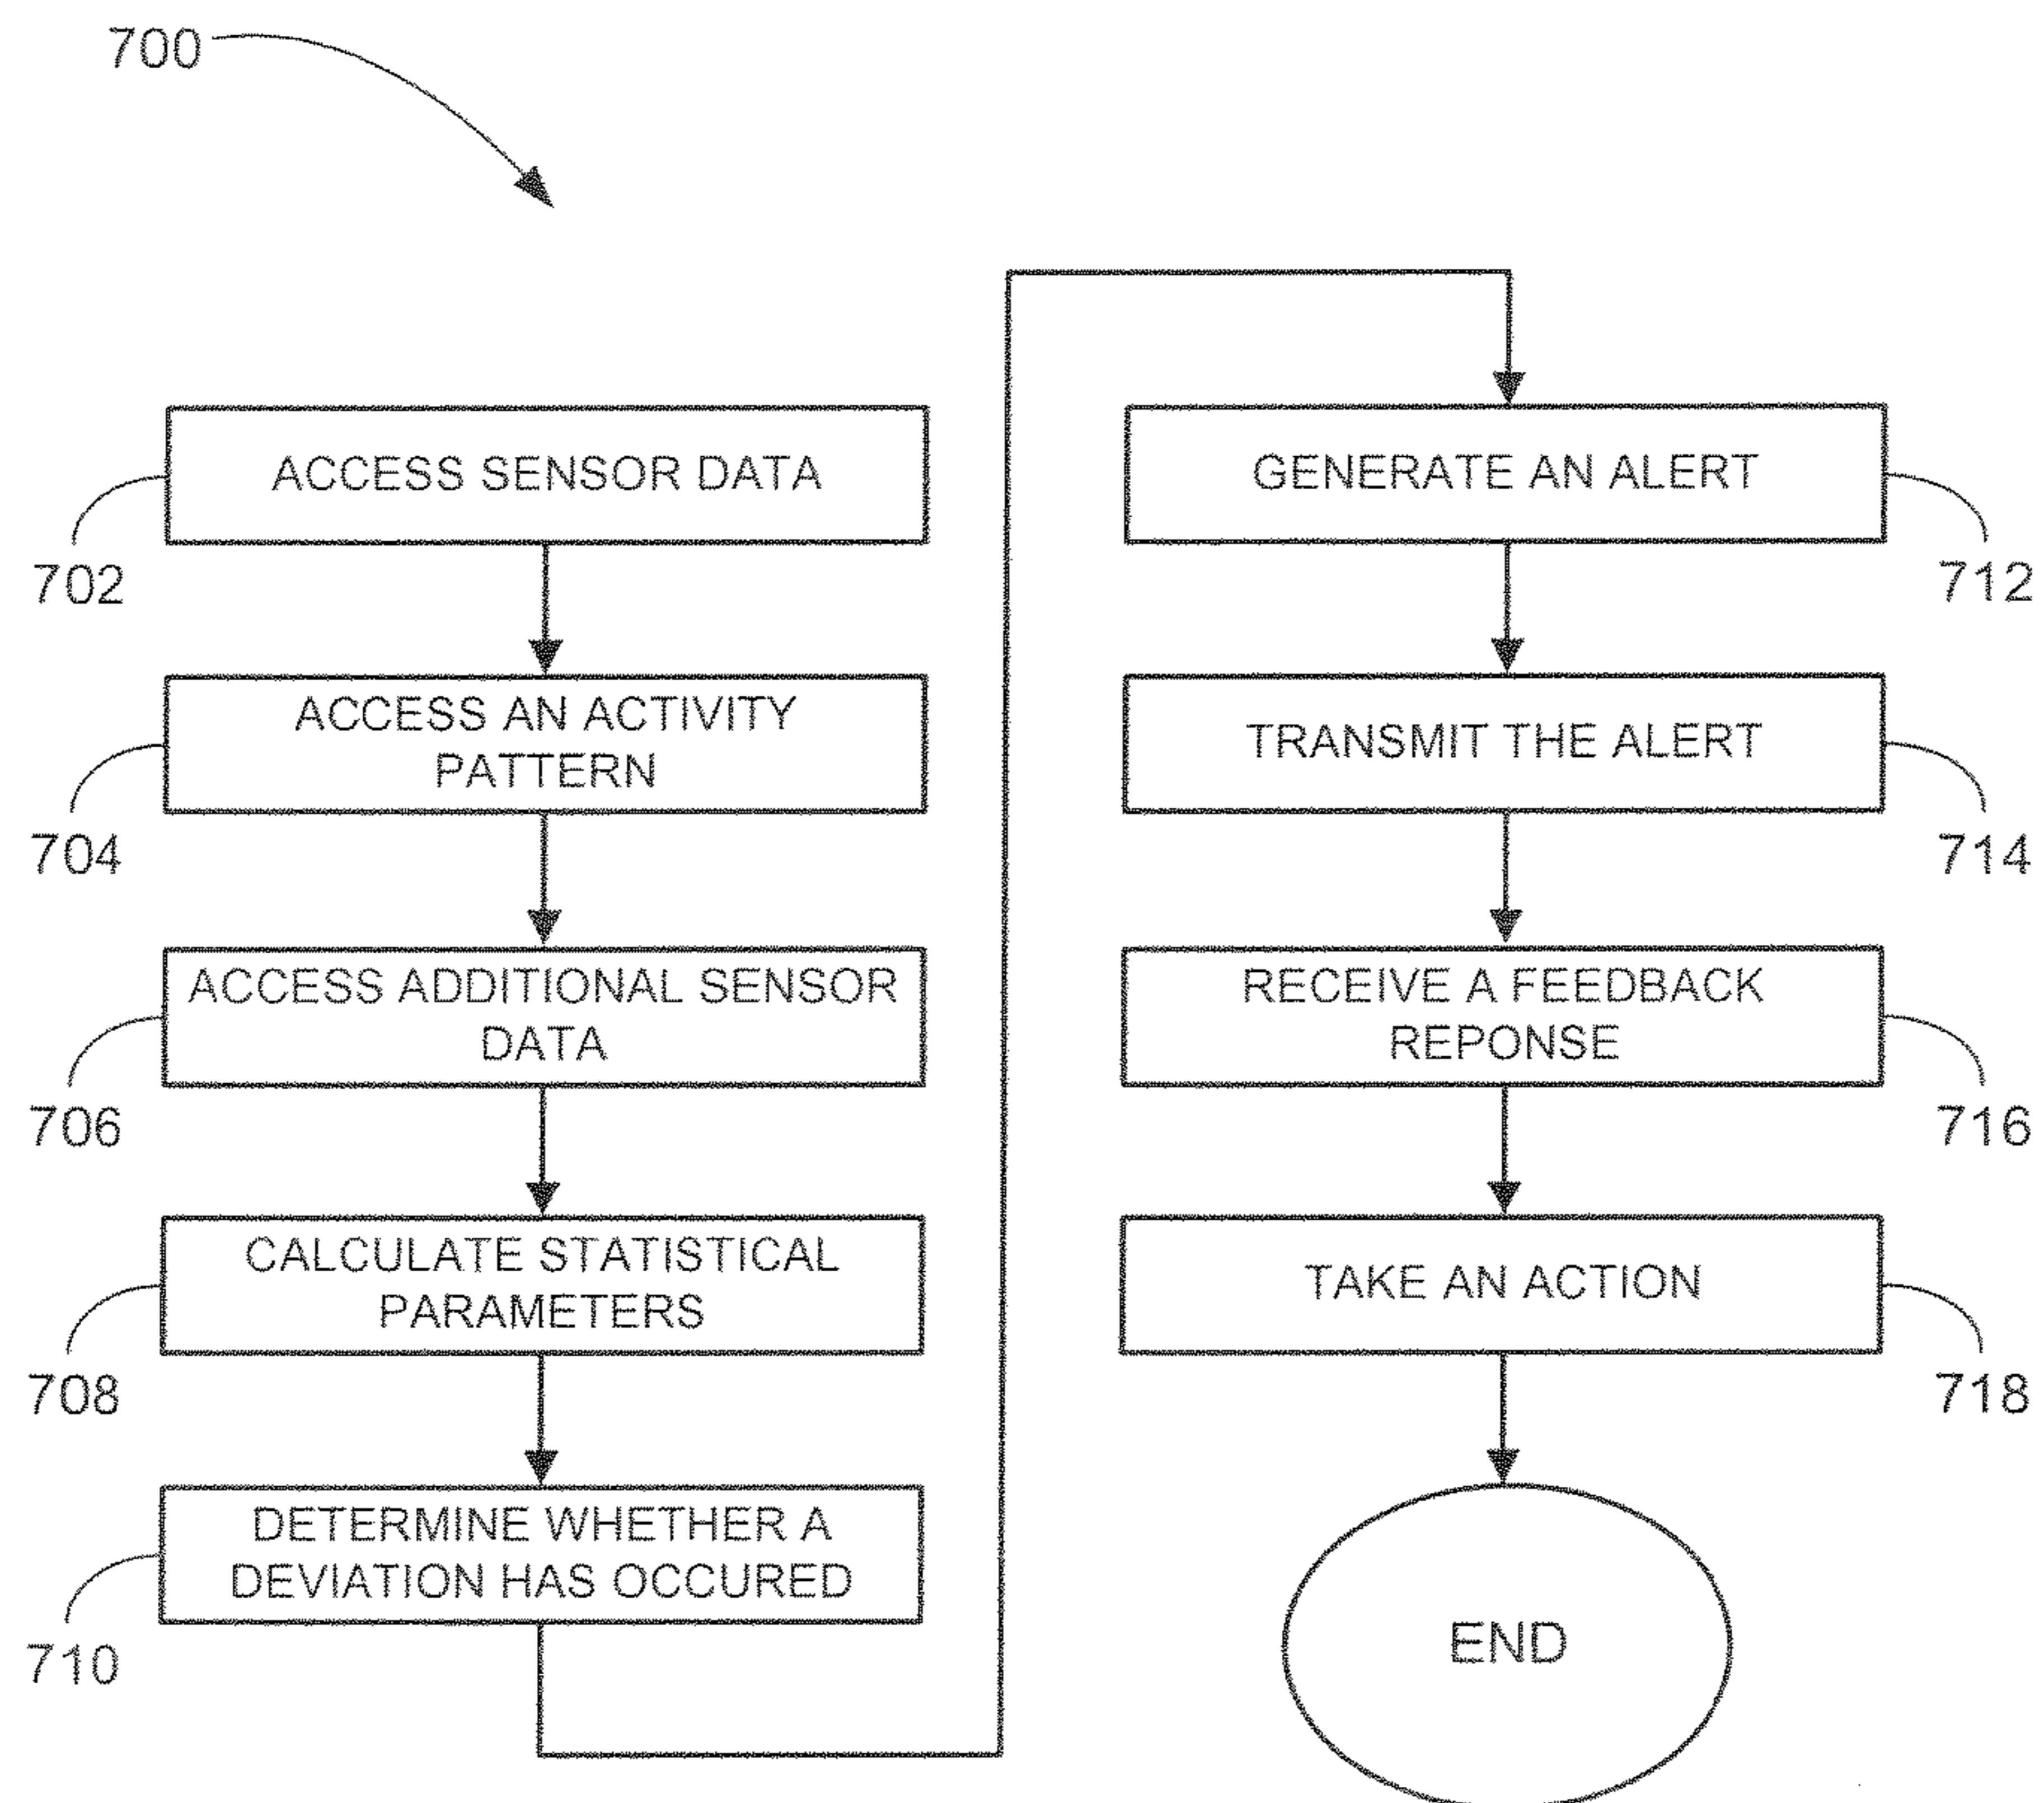 700
ACCESS SENSOR DATA
702
ACCESS AN ACTIVITY
PATTERN
704
ACCESS ADDITIONAL SENSOR
DATA
706
CALCULATE STATISTICAL
PARAMETERS
708
DETERMINE WHETHER A
DEVIATION HAS OCCURED
710
GENERATE AN ALERT
712
TRANSMIT THE ALERT
714
RECEIVE A FEEDBACK
REPONSE
716
TAKE AN ACTION
718
END